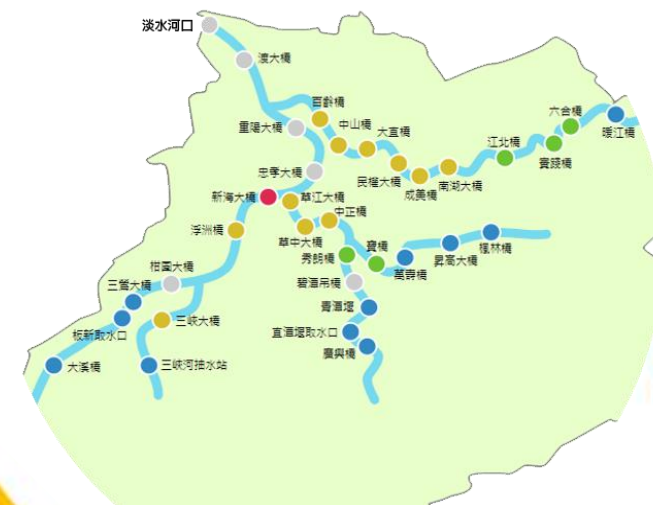 淡水河口
渡大橋
百齡橋
重陽大橋
中山橋
大直橋
六合橋
暖江橋
江北橋
實踐橋
忠孝大橋
民權大橋
成美橋
南湖大橋
新海大橋
華江大橋
中正橋
浮洲橋
華中大橋
秀朗橋
寶橋
萬壽橋
昇高大橋
楓林橋
柑園大橋
碧潭吊橋
三鶯大橋
青潭堰
板新取水口
三峽大橋
直潭堰取水口
廣興橋
大溪橋
三峽河抽水站